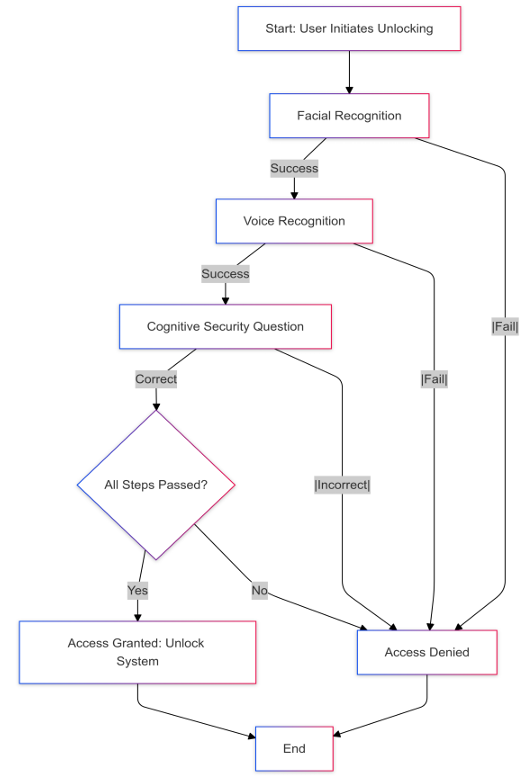 Start: User Initiates Unlocking
Facial Recognition
Success
Voice Recognition
Success
Cognitive Security Question
|Fail|
Correct
|Fail|
All Steps Passed?
|Incorrect|
Yes
No
Access Granted: Unlock
System
Access Denied
End